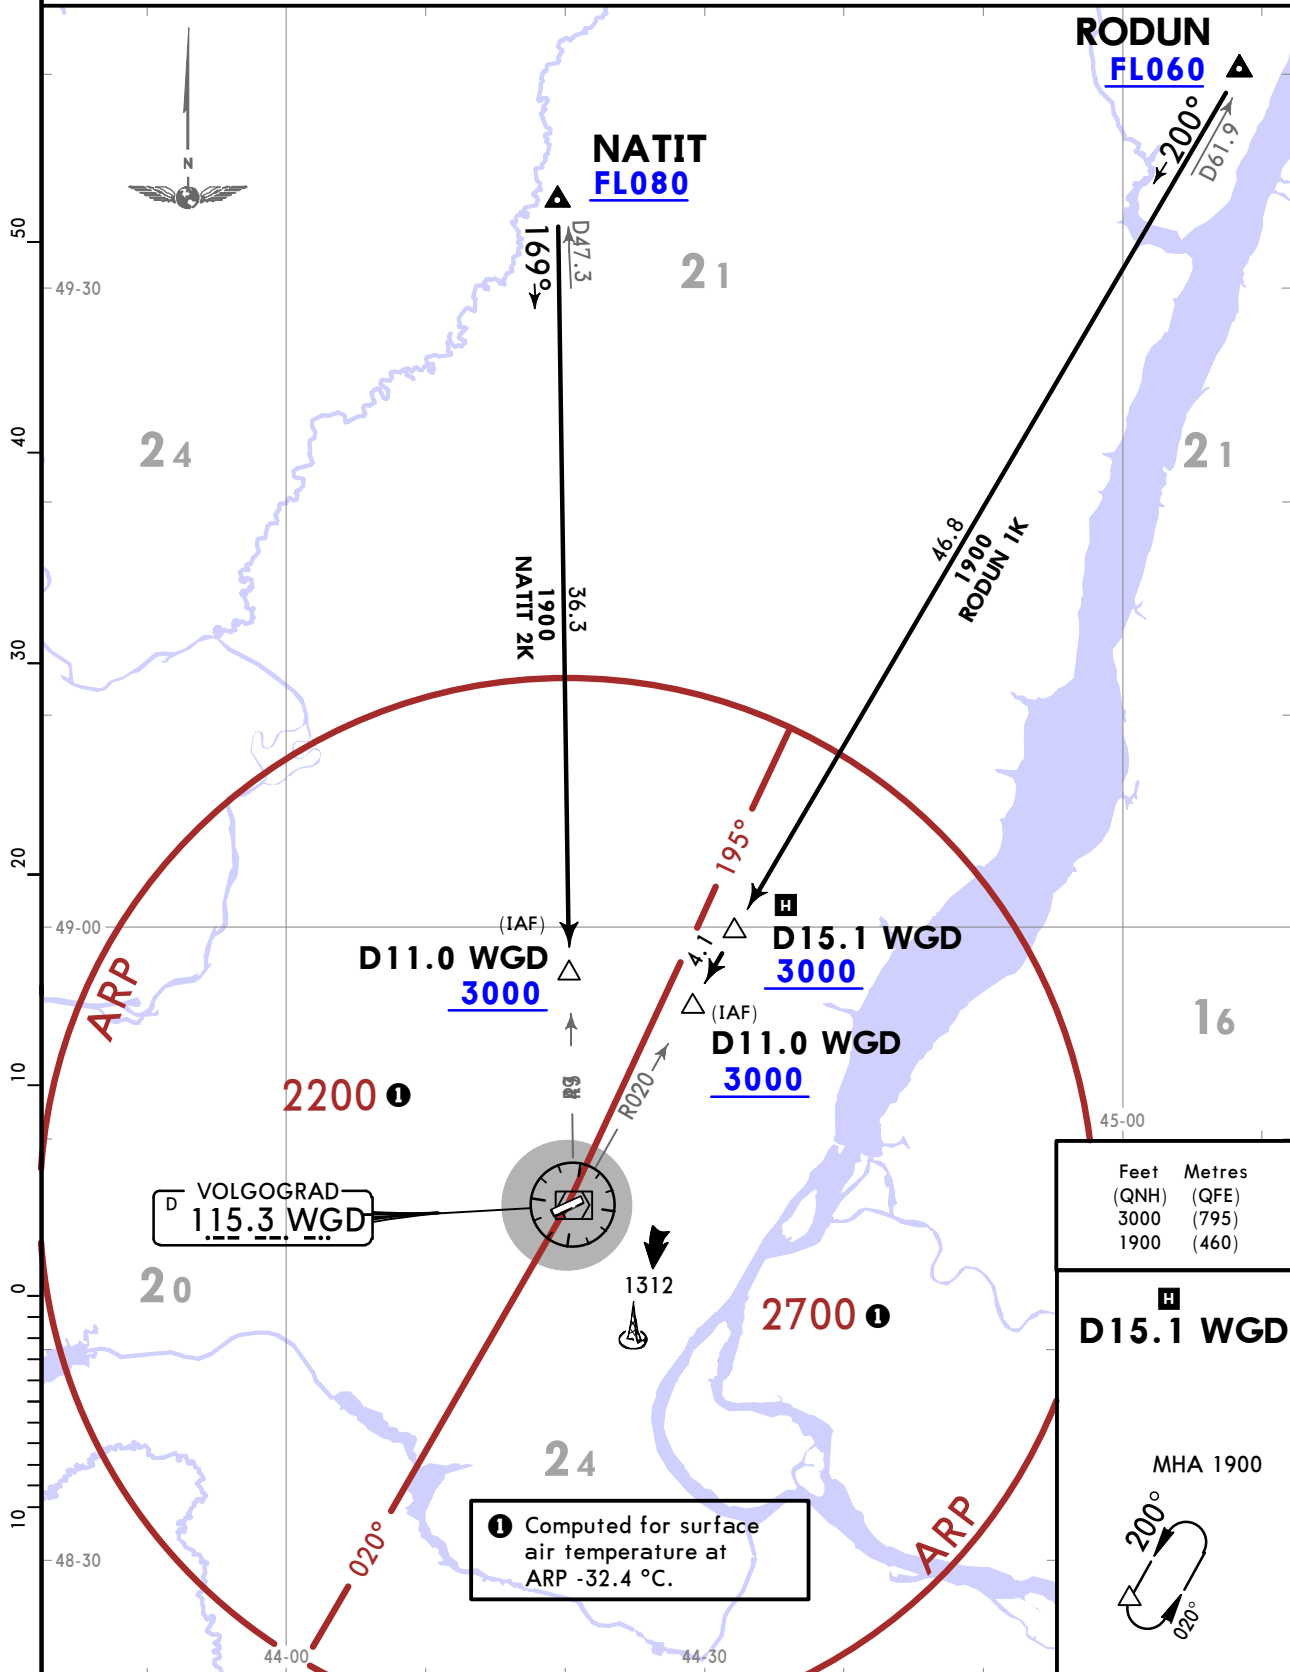 RODUN
FL060
200°
D61.9
N
NATIT
FL080
169°
D47.3
21
50
49-30
24
40
21
46.8
1900
RODUN 1K
36.3
1900
NATIT 2K
30
20
195°
49-00
(IAF)
D11.0 WGD
3000
4.1
H
D15.1 WGD
3000
(IAF)
D11.0 WGD
3000
ARP
16
10
2200 1
R020
45-00
Feet Metres
(QNH) (QFE)
3000 (795)
1900 (460)
VOLGOGRAD
D 115.3 WGD
20
0
1312
2700 1
H
D15.1 WGD
24
MHA 1900
200°
020°
1 Computed for surface
air temperature at
ARP -32.4 °C.
ARP
10
020°
48-30
44-00
44-30